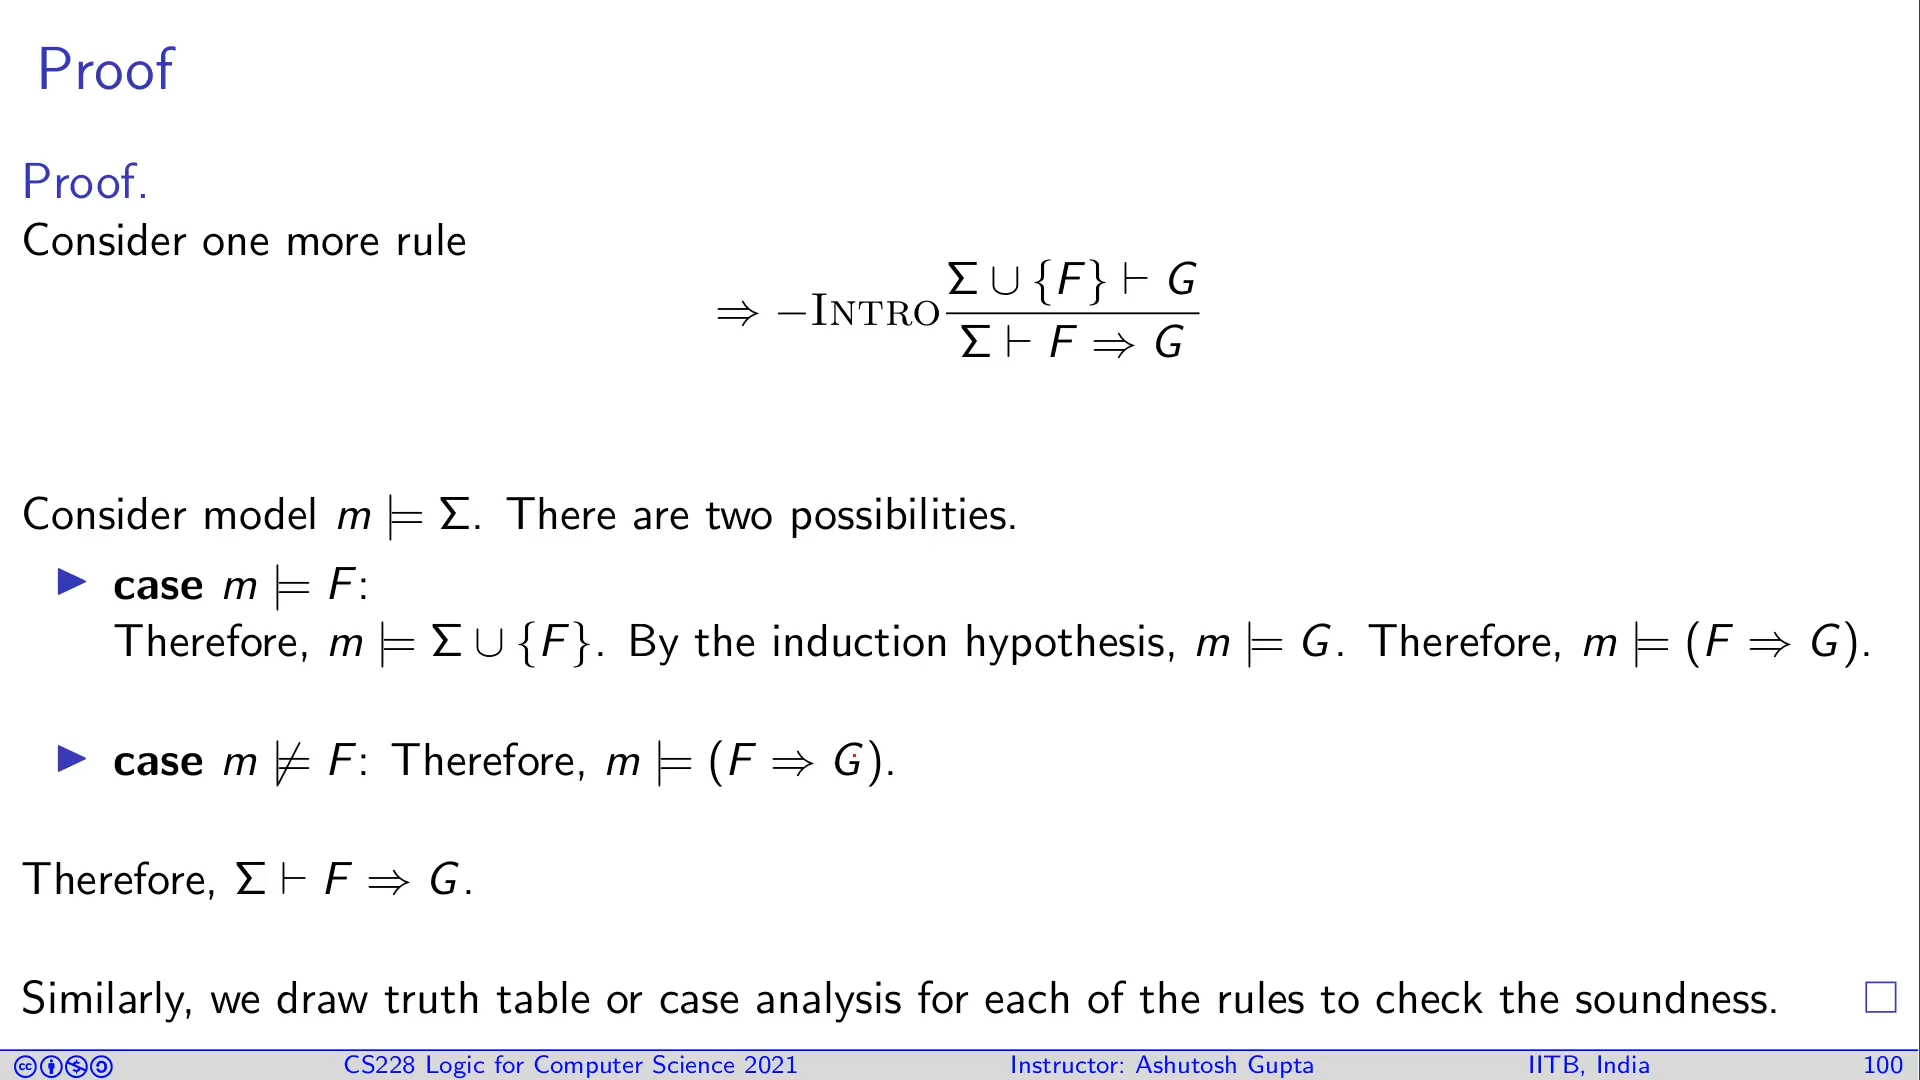 Proof
Proof.
Consider one more rule
Σ ∪ {F} ⊢ G
⇒ −Intro
Σ ⊢ F ⇒ G
Consider model m ⊨ Σ. There are two possibilities.
▶ case m ⊨ F:
Therefore, m ⊨ Σ ∪ {F}. By the induction hypothesis, m ⊨ G. Therefore, m ⊨ (F ⇒ G).
▶ case m ⊭ F: Therefore, m ⊨ (F ⇒ G).
Therefore, Σ ⊢ F ⇒ G.
Similarly, we draw truth table or case analysis for each of the rules to check the soundness. □
CS228 Logic for Computer Science 2021 Instructor: Ashutosh Gupta IITB, India 100